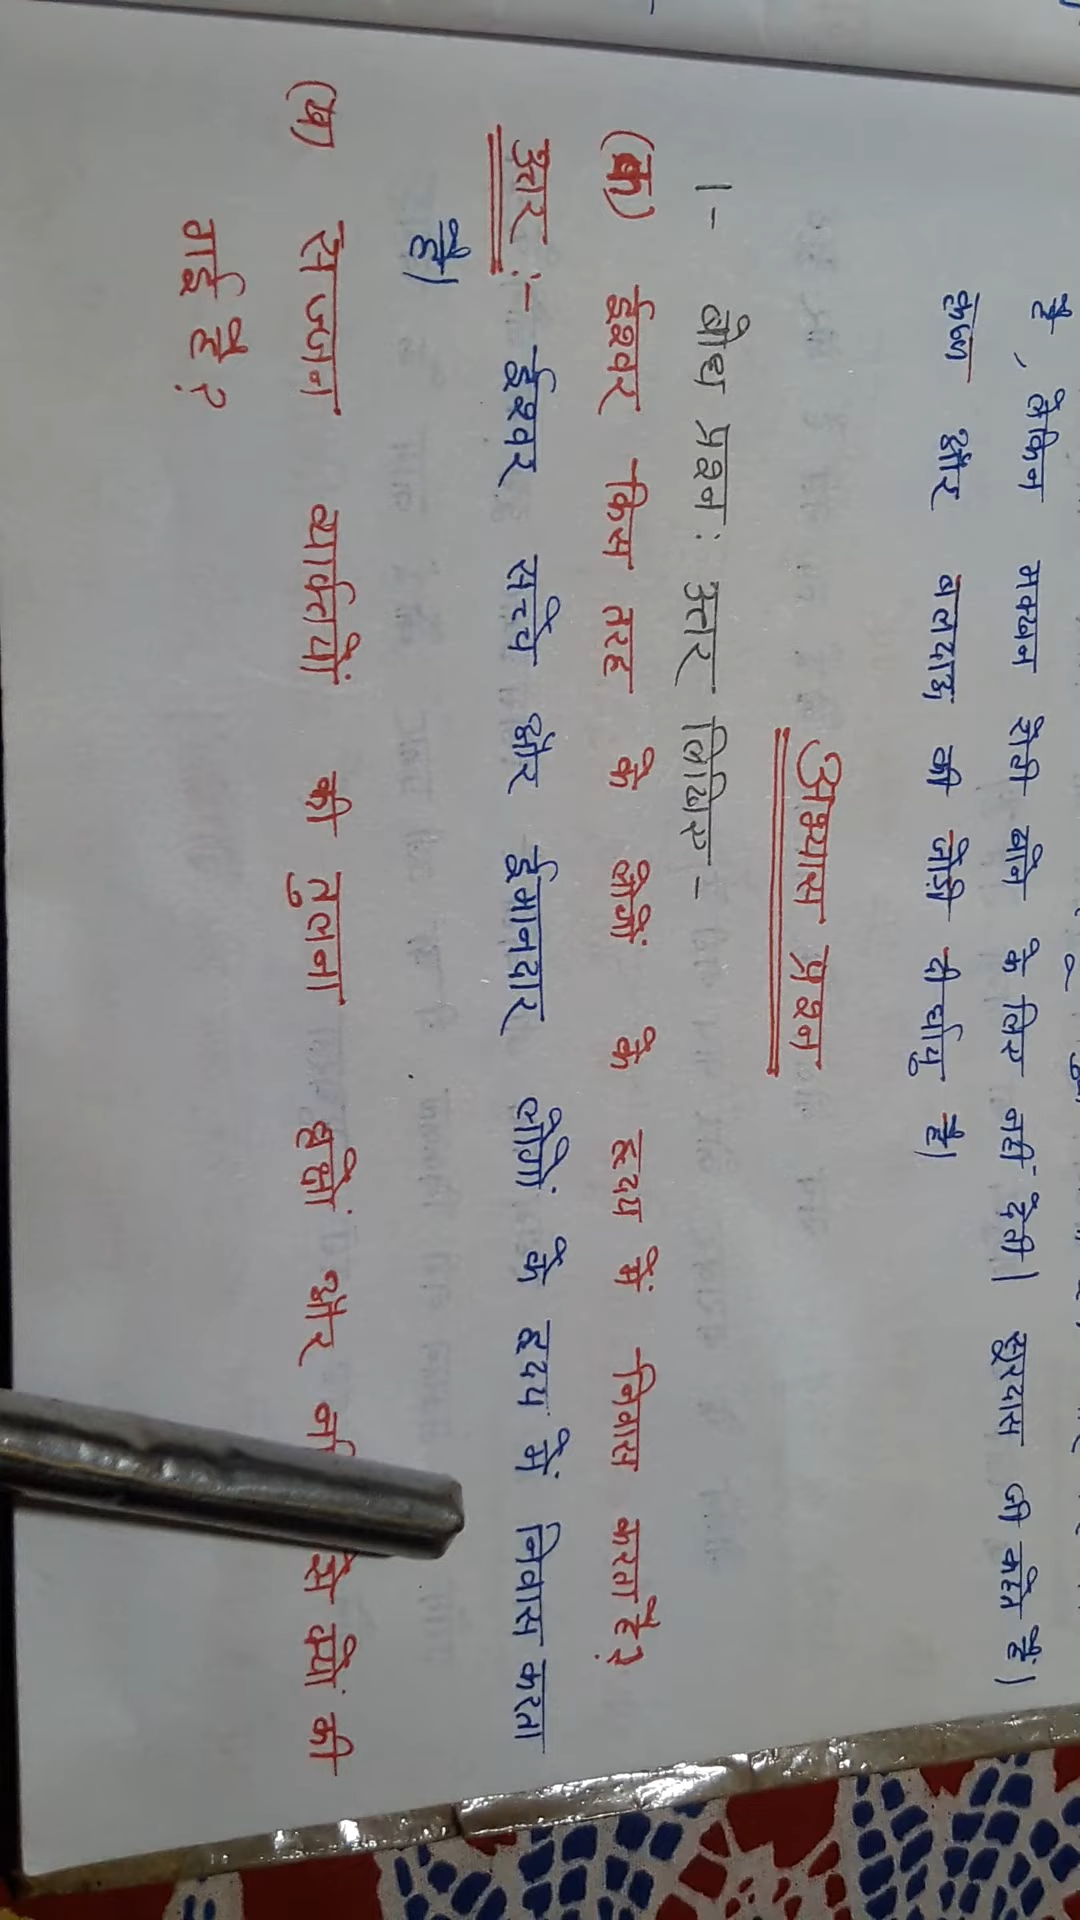 है, लेकिन मक्खन रोटी खाने के लिए नहीं देती। सूरदास जी कहते हैं।
कृष्ण और बलदाऊ की जोड़ी दीर्घायु है।
अभ्यास प्रश्न
1- बोध प्रश्न: उत्तर लिखिए-
(क) ईश्वर किस तरह के लोगों के हृदय में निवास करता है?
उत्तर:- ईश्वर सत्य और ईमानदार लोगों के हृदय में निवास करता
है।
(ख) सज्जन व्यक्तियों की तुलना वृक्षों और से क्यों की
गई है?